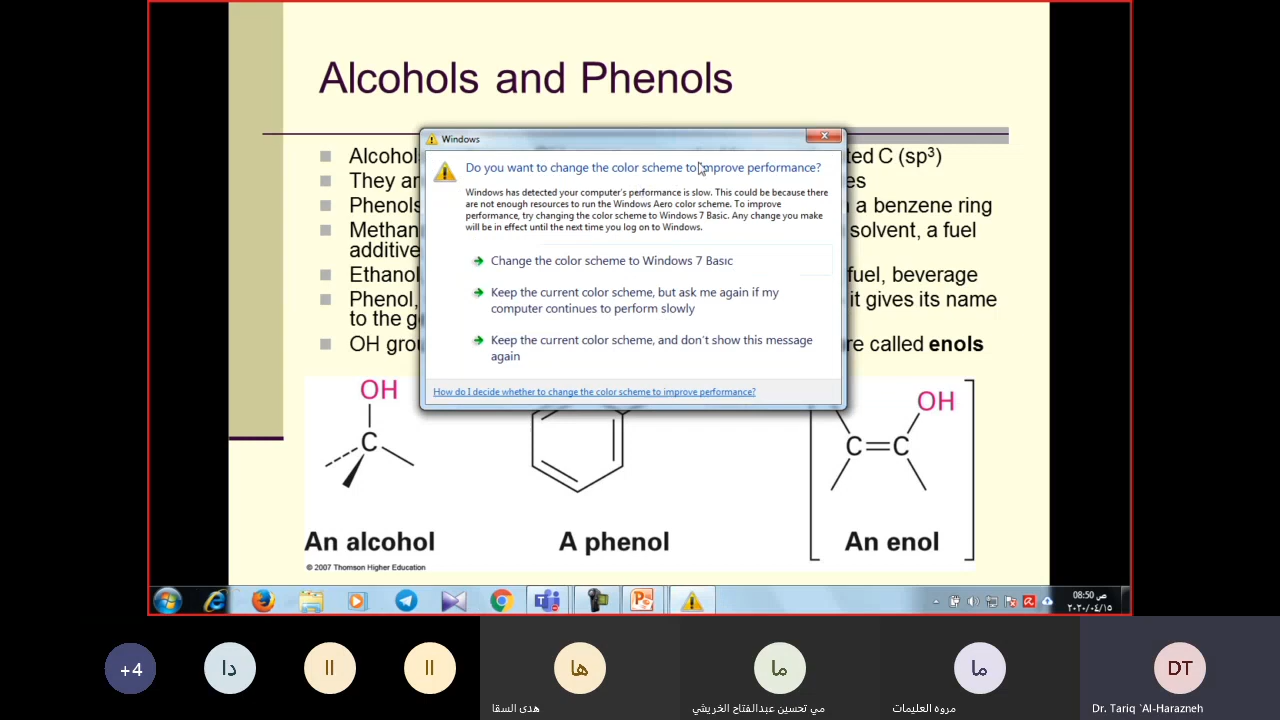 Alcohols and Phenols
Windows
Do you want to change the color scheme to improve performance?
Windows has detected your computer's performance is slow. This could be because there
are not enough resources to run the Windows Aero color scheme. To improve
performance, try changing the color scheme to Windows 7 Basic. Any change you make
will be in effect until the next time you log on to Windows.
Change the color scheme to Windows 7 Basic
Keep the current color scheme, but ask me again if my
computer continues to perform slowly
Keep the current color scheme, and don't show this message
again
How do I decide whether to change the color scheme to improve performance?
Alcohol
C (sp³)
They
Phenols
a benzene ring
Methan
solvent, a fuel
additive
Ethanol
fuel, beverage
Phenol,
it gives its name
to the
OH
called enols
OH
C
OH
C
C
An alcohol
A phenol
An enol
© 2007 Thomson Higher Education
08:50 ص
٢٠٢٠/٠٤/١٥
+4
دا
اا
اا
ها
ما
ما
DT
هدى السقا
مي تحسين عبدالفتاح الخريشي
مروه العليمات
Dr. Tariq `Al-Harazneh